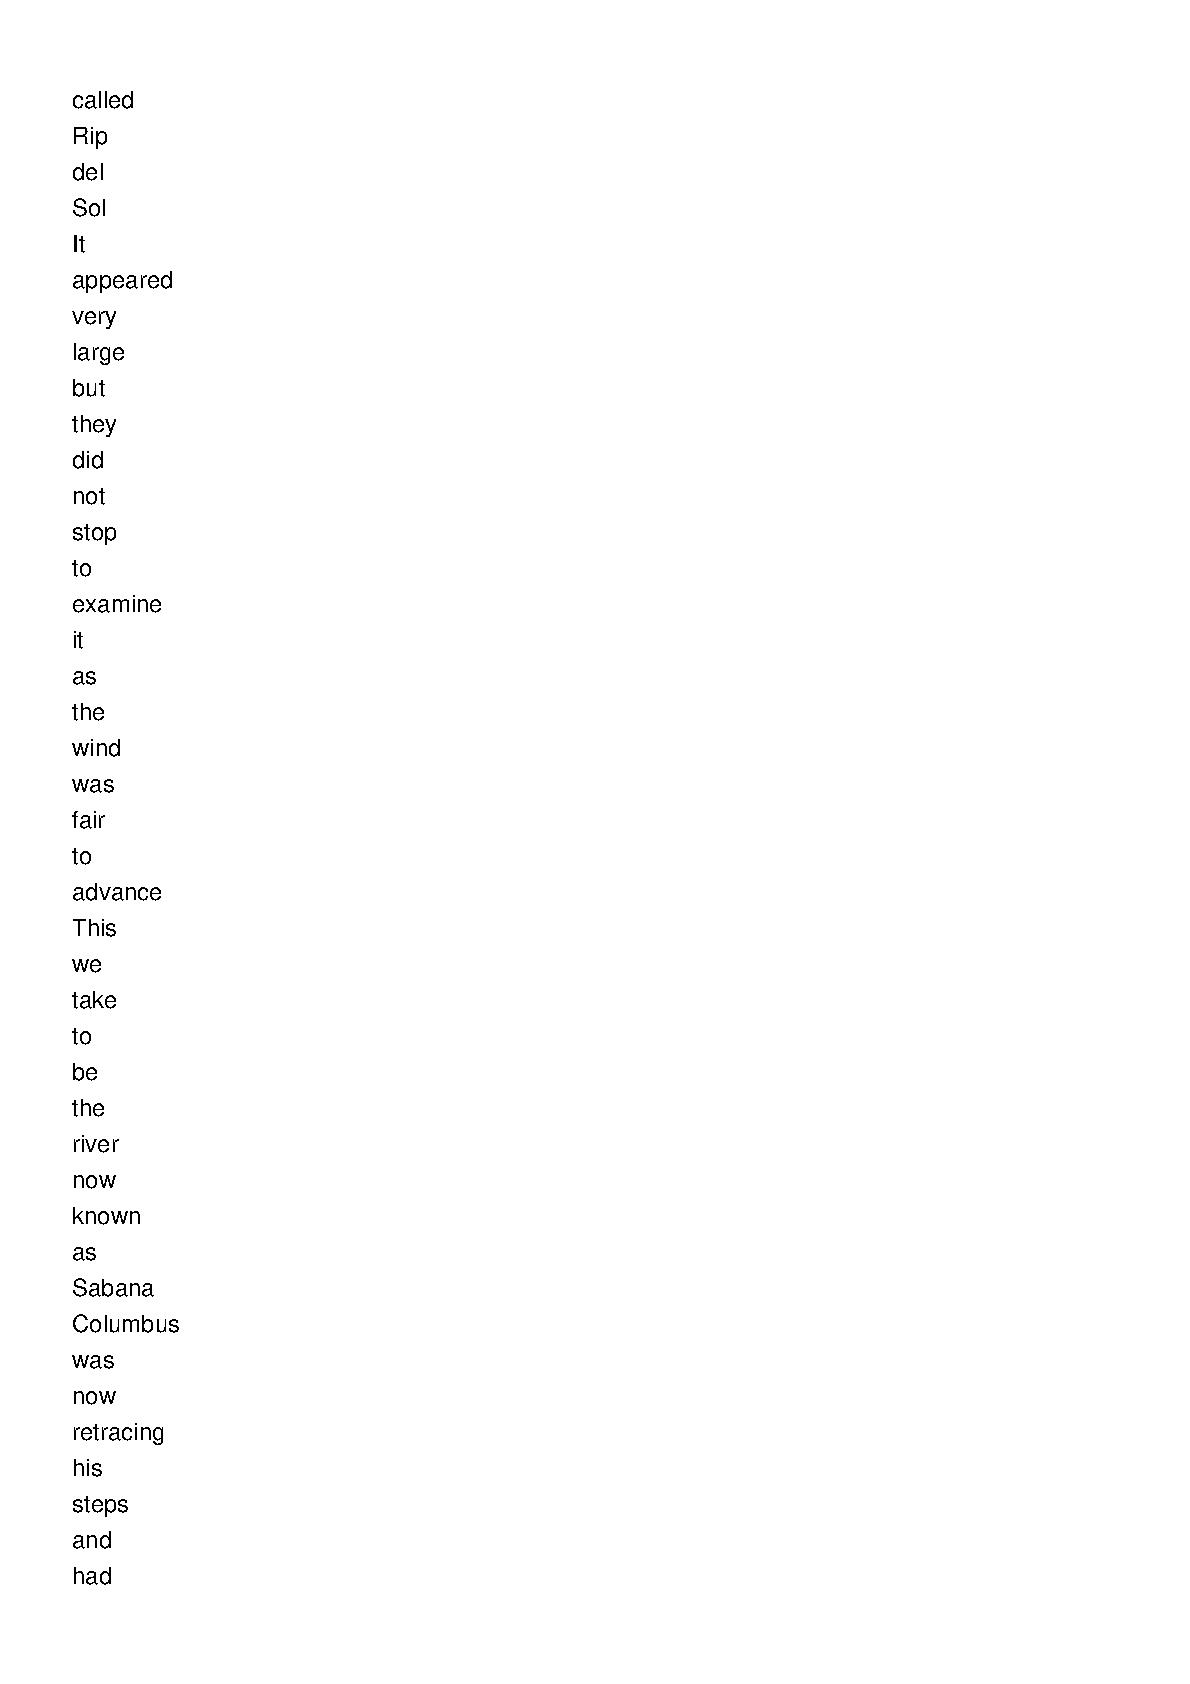 called
Rip
del
Sol
It
appeared
very
large
but
they
did
not
stop
to
examine
it
as
the
wind
was
fair
to
advance
This
we
take
to
be
the
river
now
known
as
Sabana
Columbus
was
now
retracing
his
steps
and
had